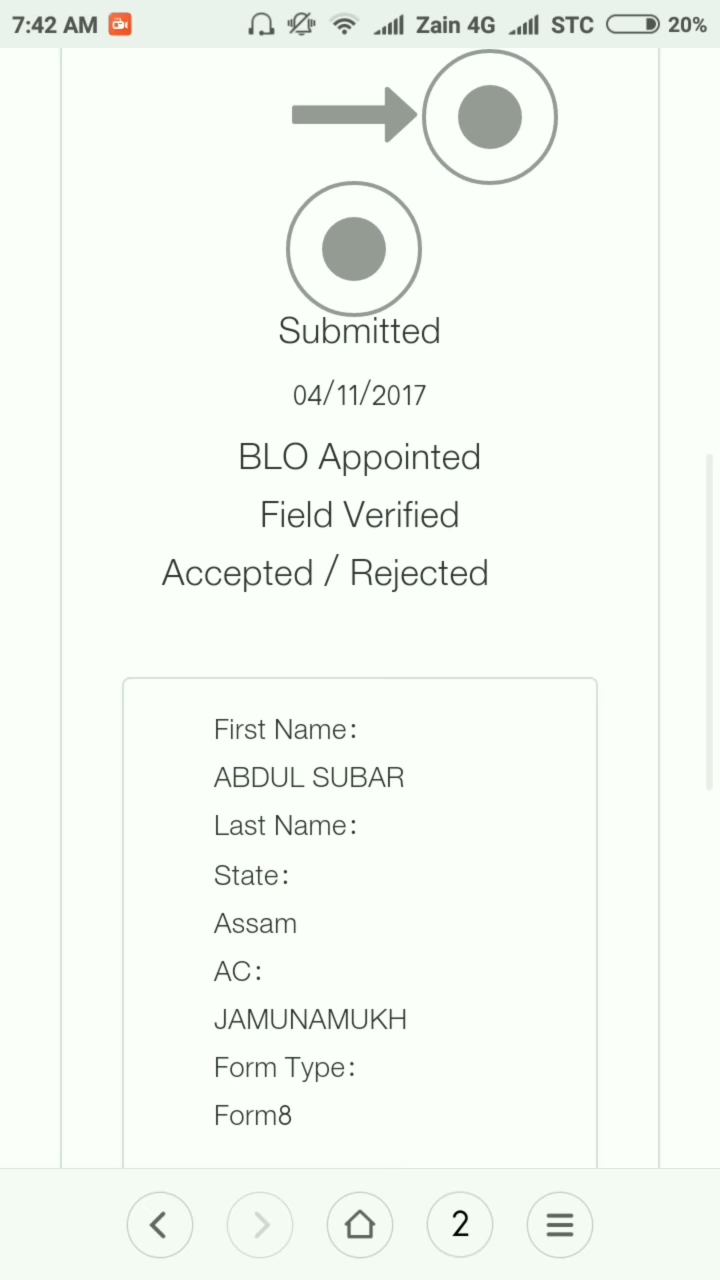 7:42 AM Zain 4G STC 20%
Submitted
04/11/2017
BLO Appointed
Field Verified
Accepted / Rejected
First Name:
ABDUL SUBAR
Last Name:
State:
Assam
AC:
JAMUNAMUKH
Form Type:
Form8
2